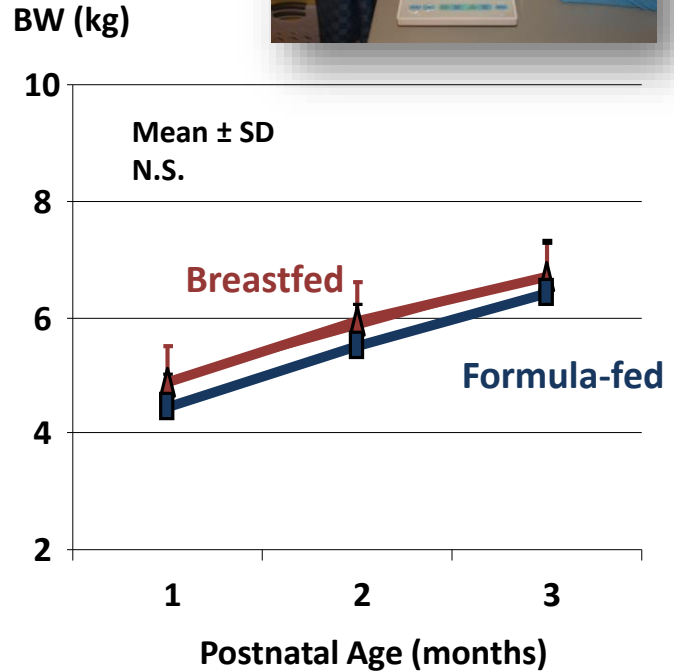 BW (kg)
10
Mean ± SD
N.S.
8
Breastfed
6
Formula-fed
4
2
1 2 3
Postnatal Age (months)